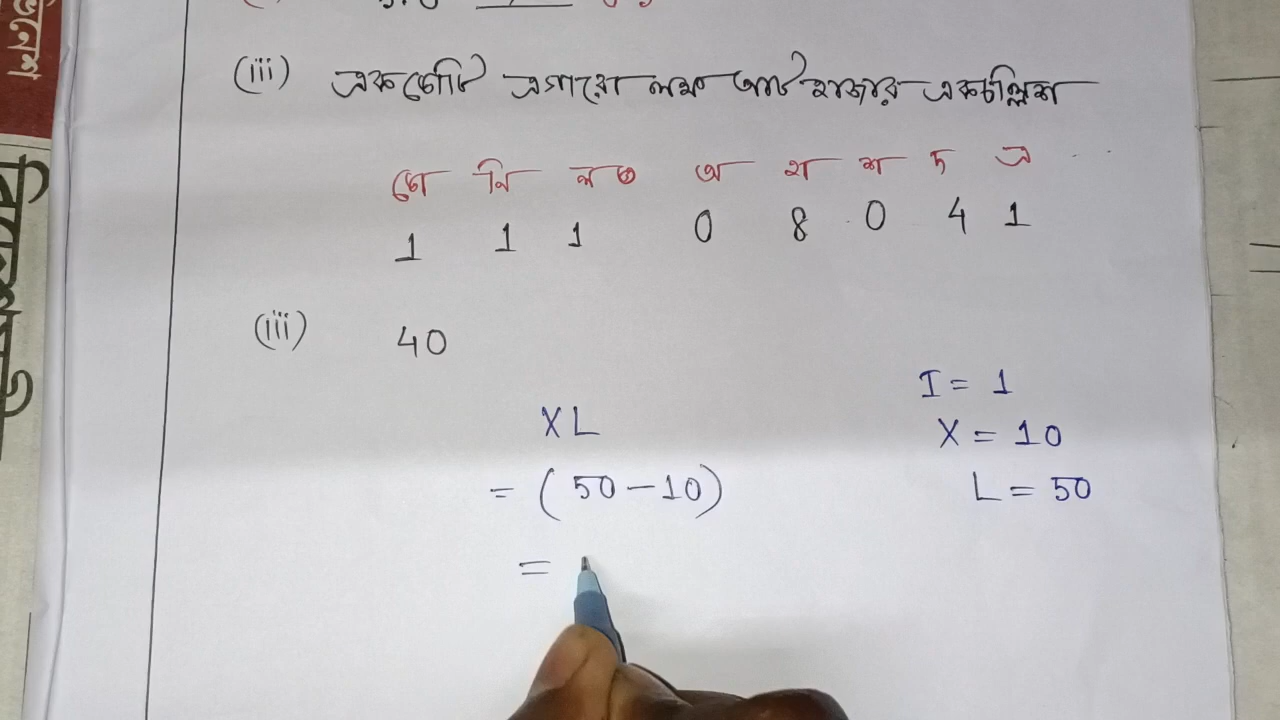 (iii) এক কোটি এগারো লক্ষ আট হাজার একচল্লিশ
কো নি ল অ হা শ দ এ
1 1 1 0 8 0 4 1
(iii) 40
I = 1
XL
X = 10
= (50 - 10)
L = 50
=